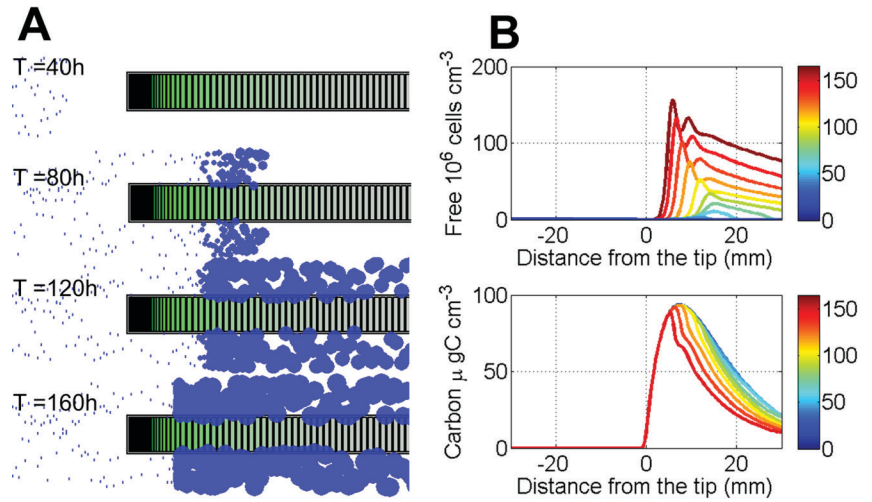 A
T =40h
T =80h
T =120h
T =160h
B
Free 10⁶ cells cm⁻³
200
100
0
-20 0 20
Distance from the tip (mm)
150
100
50
0
Carbon μ gC cm⁻³
100
50
0
-20 0 20
Distance from the tip (mm)
150
100
50
0